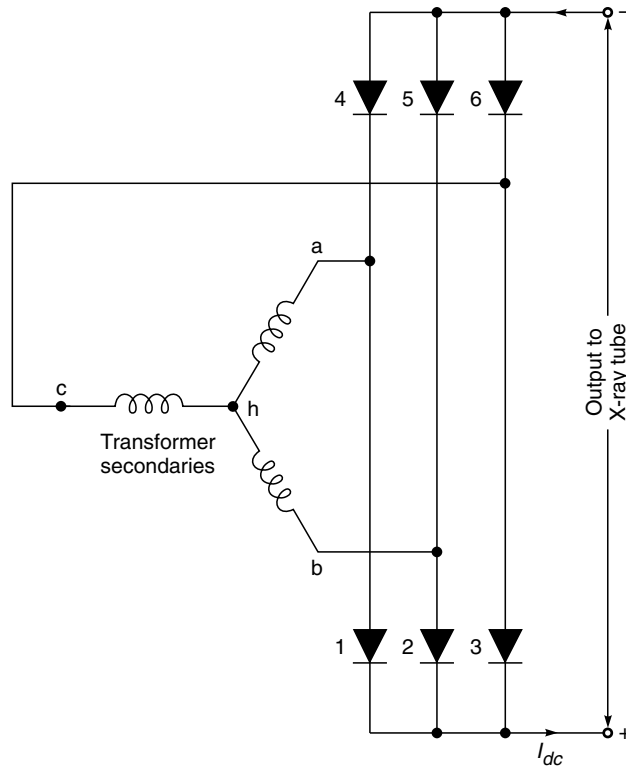 −
4 5 6
a
c
h
Transformer
secondaries
b
Output to
X-ray tube
1 2 3
I_dc
+